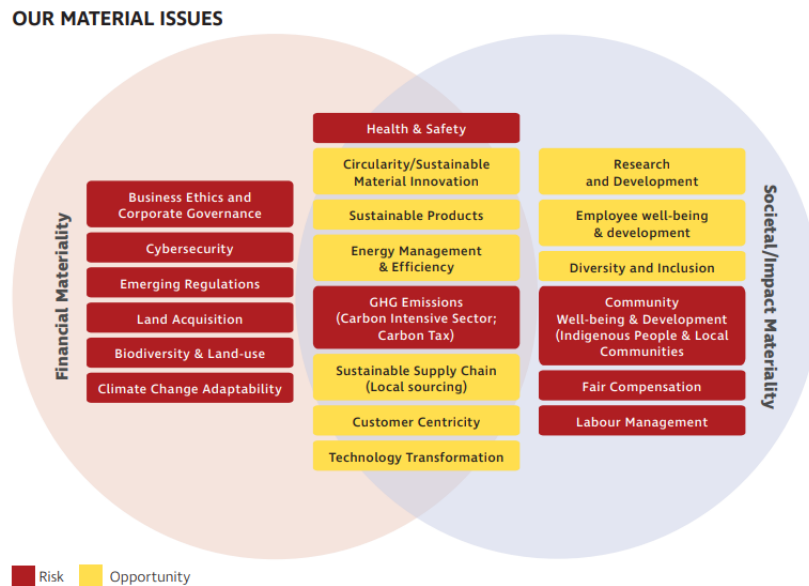 OUR MATERIAL ISSUES
Financial Materiality
Business Ethics and
Corporate Governance
Cybersecurity
Emerging Regulations
Land Acquisition
Biodiversity & Land-use
Climate Change Adaptability
Health & Safety
Circularity/Sustainable
Material Innovation
Sustainable Products
Energy Management
& Efficiency
GHG Emissions
(Carbon Intensive Sector;
Carbon Tax)
Sustainable Supply Chain
(Local sourcing)
Customer Centricity
Technology Transformation
Research
and Development
Employee well-being
& development
Diversity and Inclusion
Community
Well-being & Development
(Indigenous People & Local
Communities
Fair Compensation
Labour Management
Societal/Impact Materiality
Risk
Opportunity